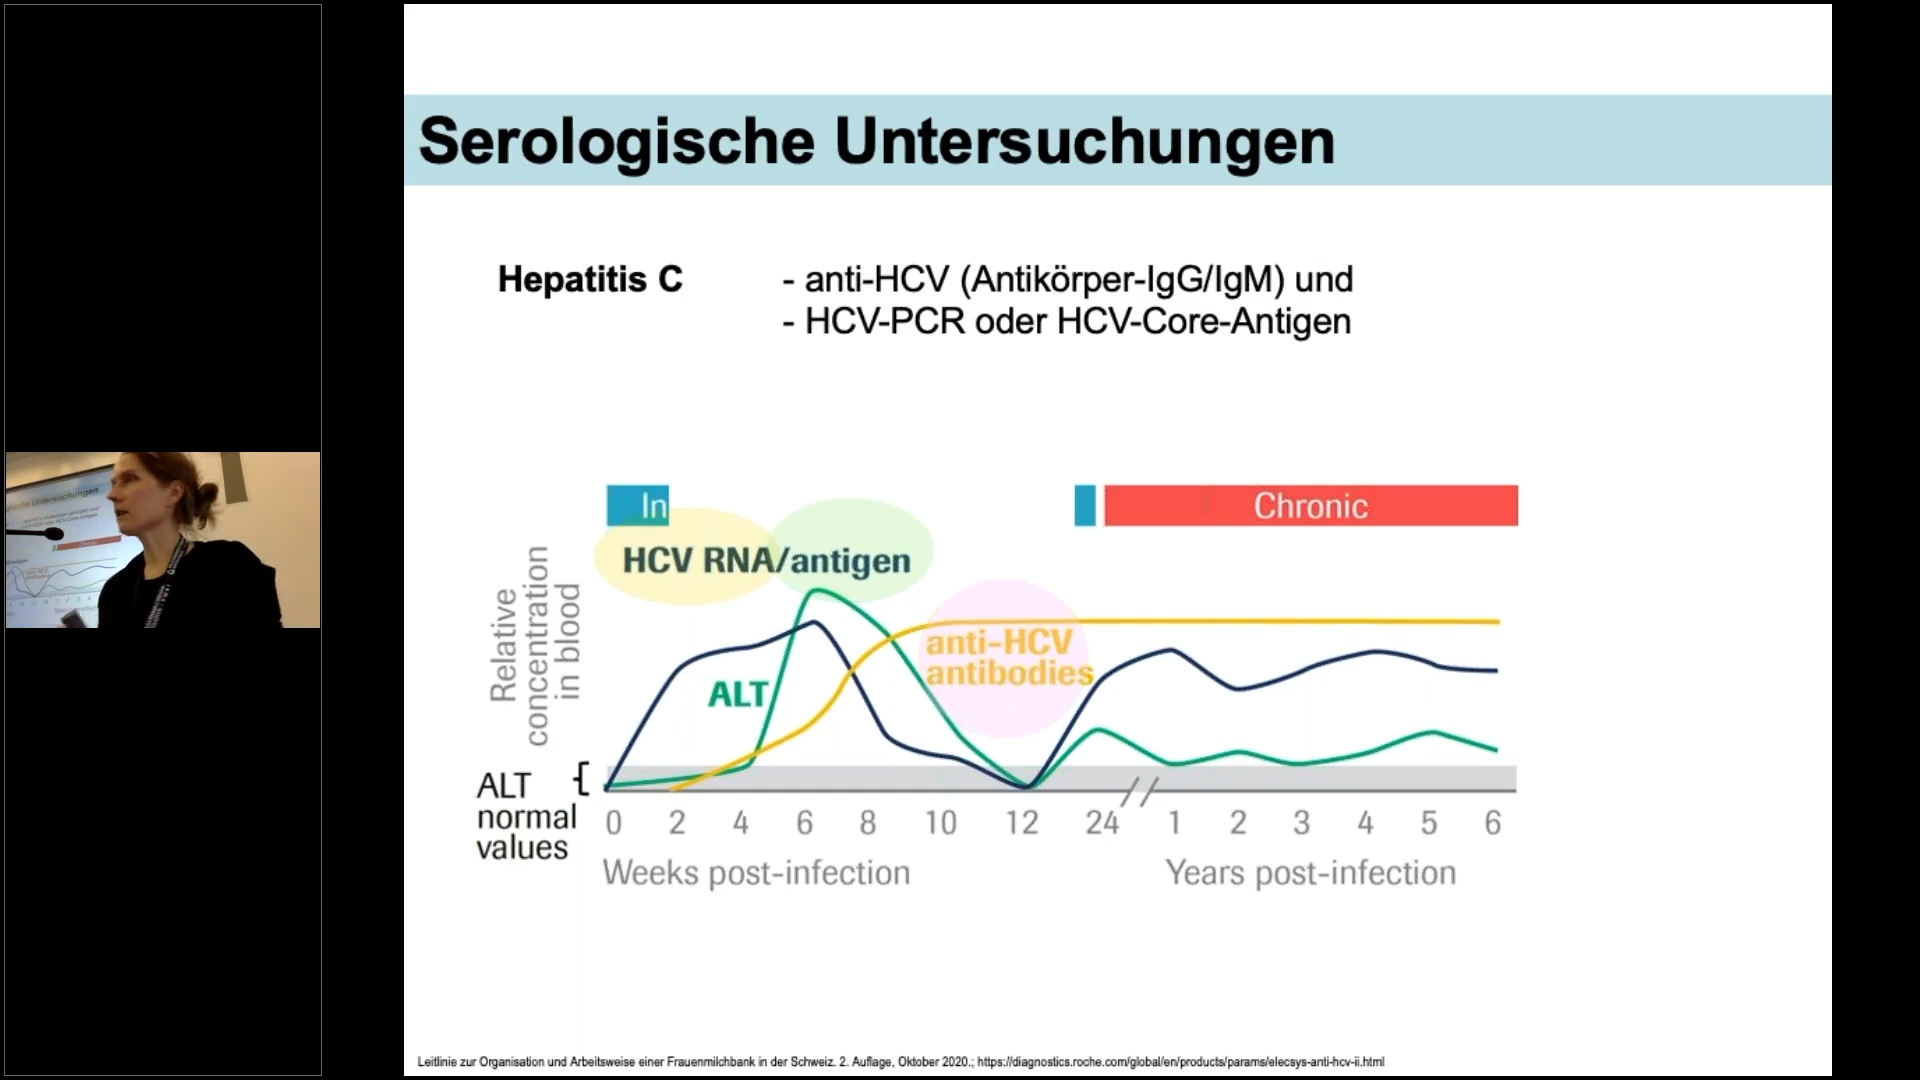 Serologische Untersuchungen
Hepatitis C - anti-HCV (Antikörper-IgG/IgM) und
- HCV-PCR oder HCV-Core-Antigen
In
Chronic
HCV RNA/antigen
anti-HCV
antibodies
ALT
Relative
concentration
in blood
ALT {
normal
values
0 2 4 6 8 10 12 24 // 1 2 3 4 5 6
Weeks post-infection Years post-infection
Leitlinie zur Organisation und Arbeitsweise einer Frauenmilchbank in der Schweiz. 2. Auflage, Oktober 2020.; https://diagnostics.roche.com/global/en/products/params/elecsys-anti-hcv-ii.html